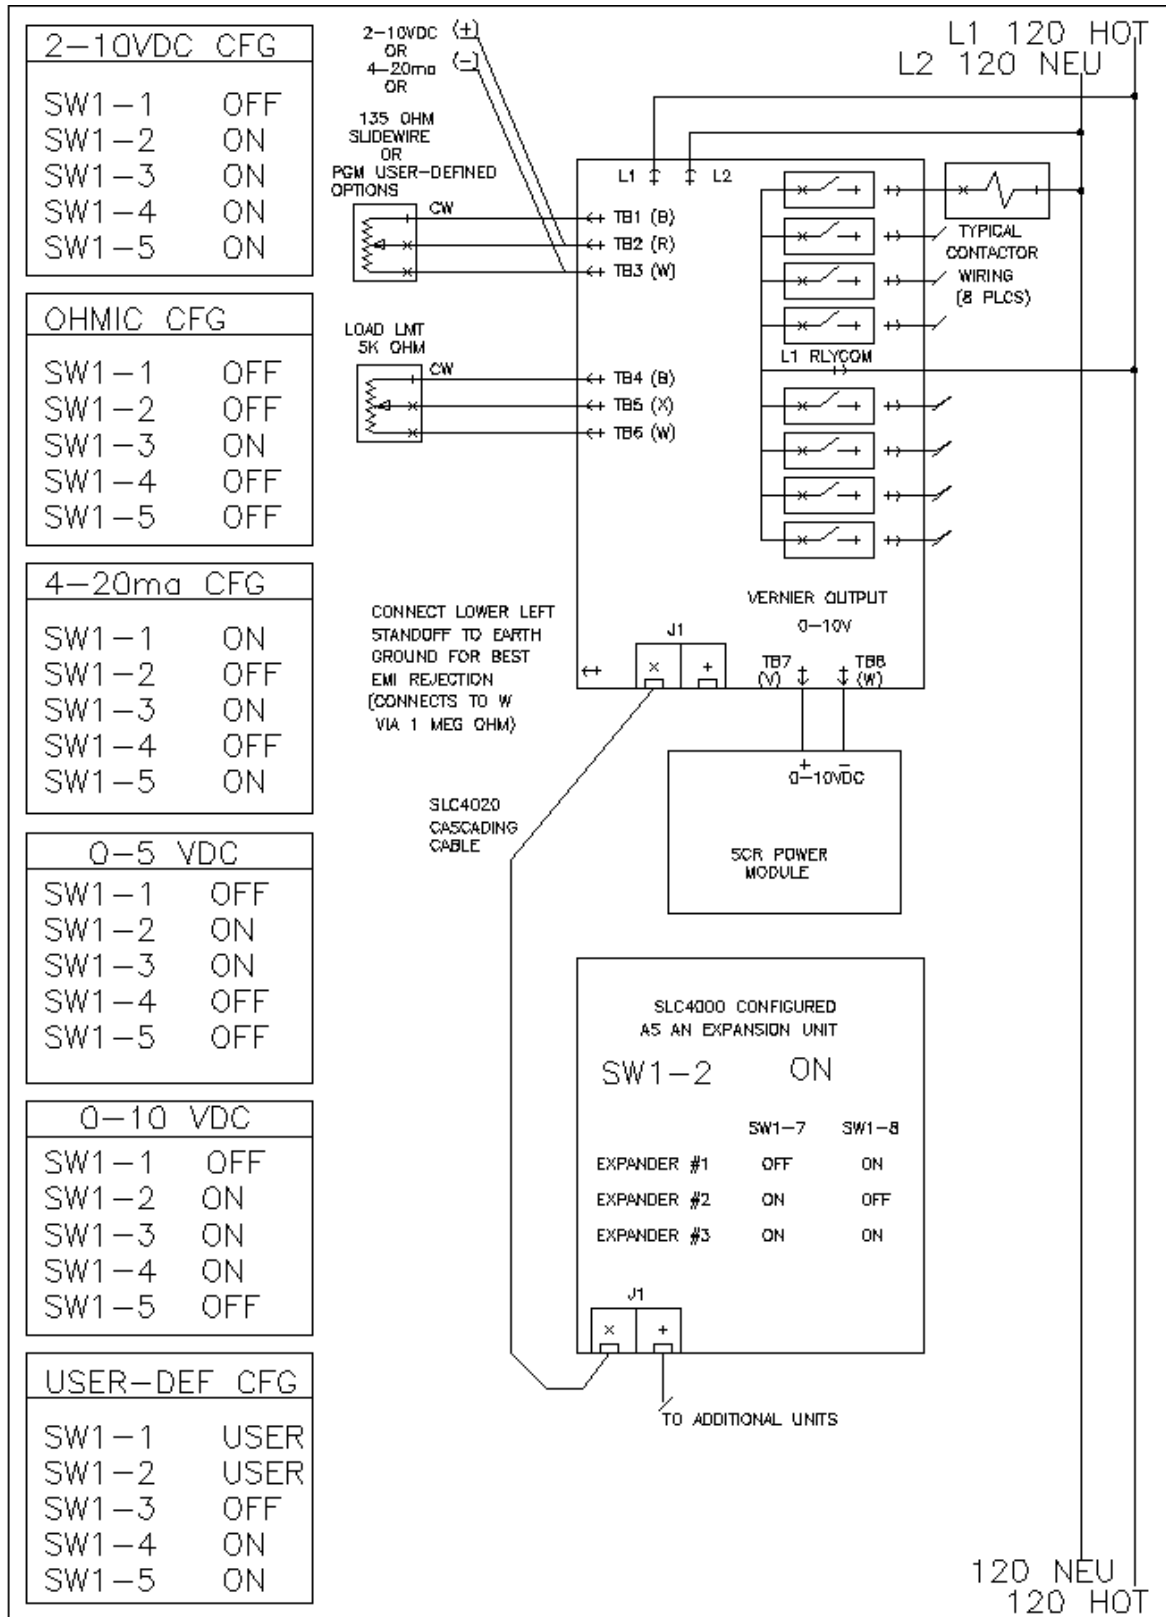 2-10VDC CFG
SW1-1 OFF
SW1-2 ON
SW1-3 ON
SW1-4 ON
SW1-5 ON
OHMIC CFG
SW1-1 OFF
SW1-2 OFF
SW1-3 ON
SW1-4 OFF
SW1-5 OFF
4-20ma CFG
SW1-1 ON
SW1-2 OFF
SW1-3 ON
SW1-4 OFF
SW1-5 ON
0-5 VDC
SW1-1 OFF
SW1-2 ON
SW1-3 ON
SW1-4 OFF
SW1-5 OFF
0-10 VDC
SW1-1 OFF
SW1-2 ON
SW1-3 ON
SW1-4 ON
SW1-5 OFF
USER-DEF CFG
SW1-1 USER
SW1-2 USER
SW1-3 OFF
SW1-4 ON
SW1-5 ON
2-10VDC (+)
OR
4-20ma (-)
OR
135 OHM
SLIDEWIRE
OR
PGM USER-DEFINED
OPTIONS
CW
LOAD LMT
5K OHM
CW
L1 120 HOT
L2 120 NEU
L1 L2
TB1 (B)
TB2 (R)
TB3 (W)
TB4 (B)
TB5 (X)
TB6 (W)
TYPICAL
CONTACTOR
WIRING
(8 PLCS)
L1 RLYCOM
VERNIER OUTPUT
0-10V
J1
TB7
(V)
TB8
(W)
CONNECT LOWER LEFT
STANDOFF TO EARTH
GROUND FOR BEST
EMI REJECTION
(CONNECTS TO W
VIA 1 MEG OHM)
+ -
0-10VDC
SCR POWER
MODULE
SLC4020
CASCADING
CABLE
SLC4000 CONFIGURED
AS AN EXPANSION UNIT
SW1-2 ON
SW1-7 SW1-8
EXPANDER #1 OFF ON
EXPANDER #2 ON OFF
EXPANDER #3 ON ON
J1
TO ADDITIONAL UNITS
120 NEU
120 HOT